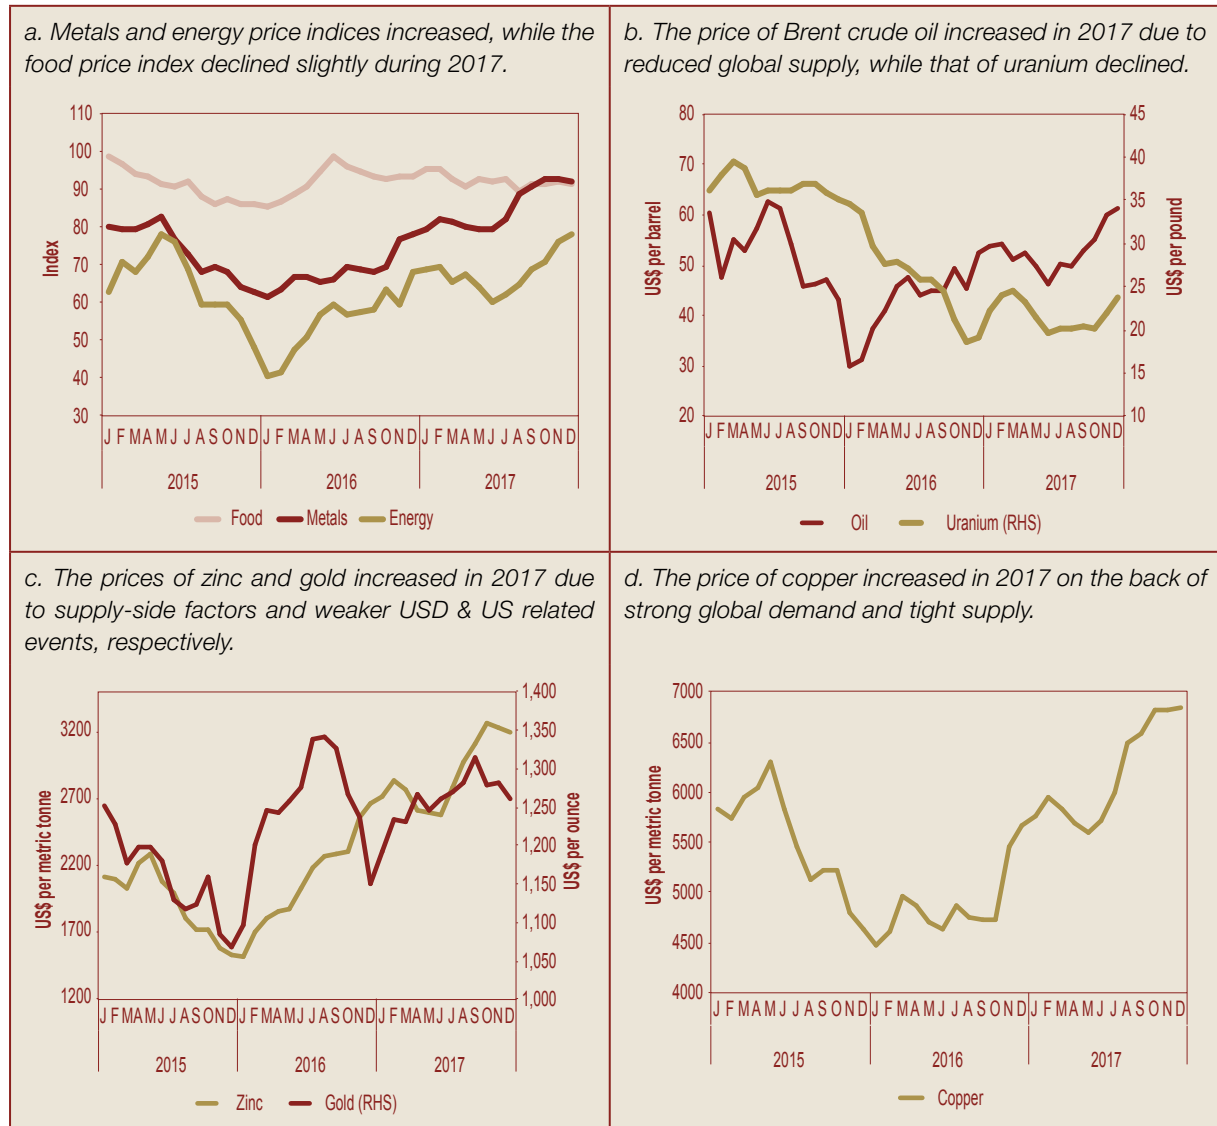 a. Metals and energy price indices increased, while the
food price index declined slightly during 2017.
110
100
90
80
70
60
50
40
30
Index
J F M A M J J A S O N D J F M A M J J A S O N D J F M A M J J A S O N D
2015 2016 2017
Food Metals Energy
b. The price of Brent crude oil increased in 2017 due to
reduced global supply, while that of uranium declined.
80
70
60
50
40
30
20
US$ per barrel
45
40
35
30
25
20
15
10
US$ per pound
J F M A M J J A S O N D J F M A M J J A S O N D J F M A M J J A S O N D
2015 2016 2017
Oil Uranium (RHS)
c. The prices of zinc and gold increased in 2017 due
to supply-side factors and weaker USD & US related
events, respectively.
3200
2700
2200
1700
1200
US$ per metric tonne
1,400
1,350
1,300
1,250
1,200
1,150
1,100
1,050
1,000
US$ per ounce
J F M A M J J A S O N D J F M A M J J A S O N D J F M A M J J A S O N D
2015 2016 2017
Zinc Gold (RHS)
d. The price of copper increased in 2017 on the back of
strong global demand and tight supply.
7000
6500
6000
5500
5000
4500
4000
US$ per metric tonne
J F M A M J J A S O N D J F M A M J J A S O N D J F M A M J J A S O N D
2015 2016 2017
Copper